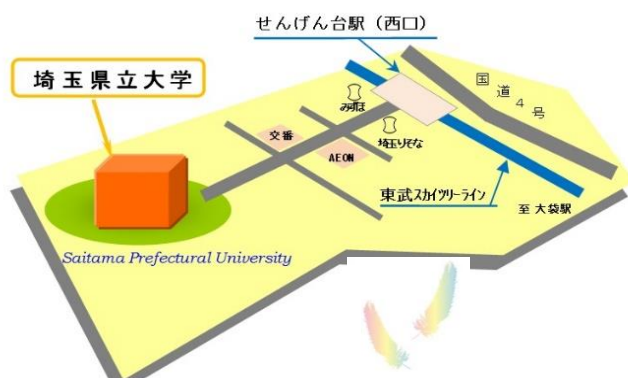 せんげん台駅（西口）
埼玉県立大学
国道４号
みずほ
交番
埼玉りそな
AEON
東武スカイツリーライン
至 大袋駅
Saitama Prefectural University